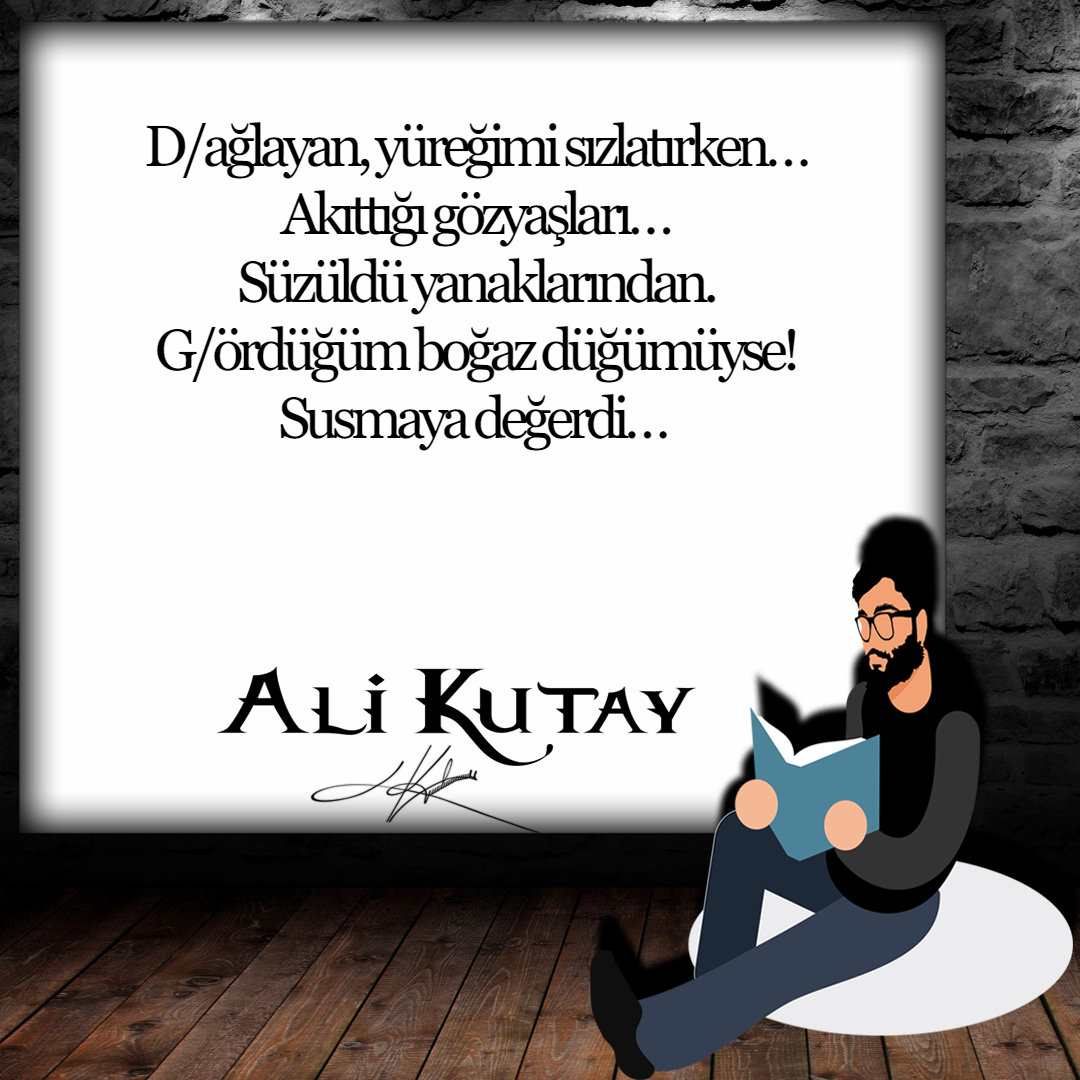 D/ağlayan, yüreğimi sızlatırken...
Akıttığı gözyaşları...
Süzüldü yanaklarından.
G/ördüğüm boğaz düğümüyse!
Susmaya değerdi...
Ali Kutay